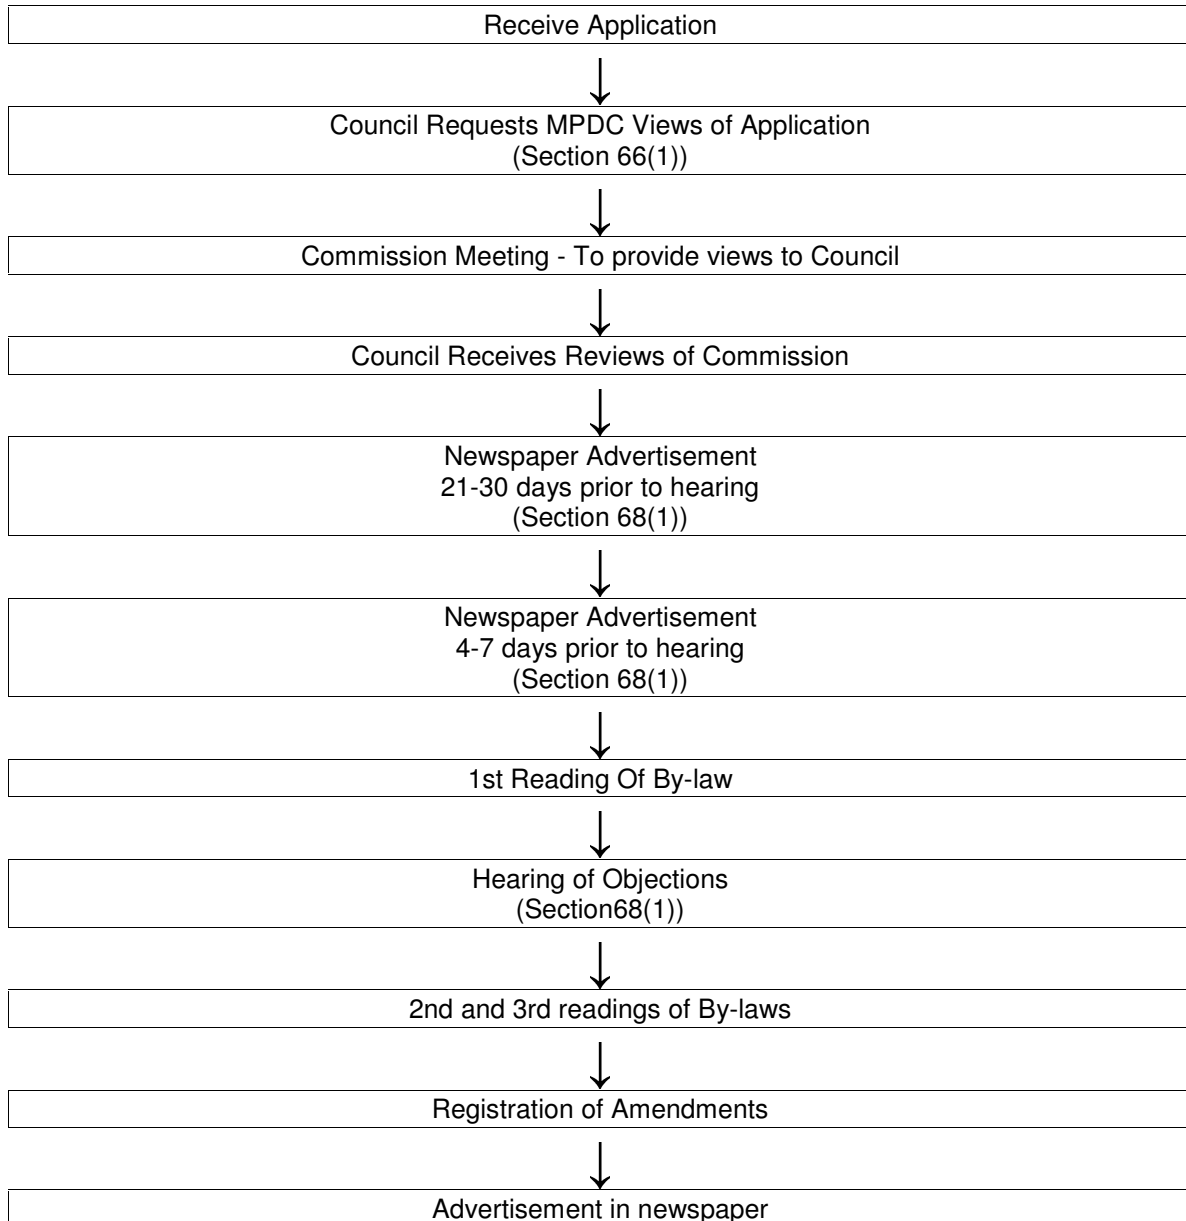 Receive Application
Council Requests MPDC Views of Application
(Section 66(1))
Commission Meeting - To provide views to Council
Council Receives Reviews of Commission
Newspaper Advertisement
21-30 days prior to hearing
(Section 68(1))
Newspaper Advertisement
4-7 days prior to hearing
(Section 68(1))
1st Reading Of By-law
Hearing of Objections
(Section68(1))
2nd and 3rd readings of By-laws
Registration of Amendments
Advertisement in newspaper